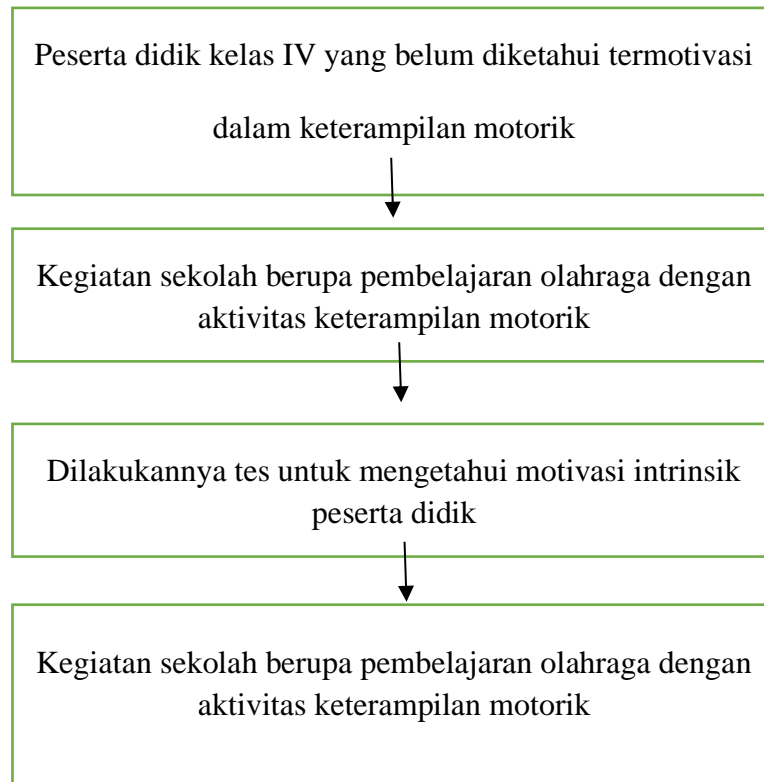 Peserta didik kelas IV yang belum diketahui termotivasi
dalam keterampilan motorik
Kegiatan sekolah berupa pembelajaran olahraga dengan
aktivitas keterampilan motorik
Dilakukannya tes untuk mengetahui motivasi intrinsik
peserta didik
Kegiatan sekolah berupa pembelajaran olahraga dengan
aktivitas keterampilan motorik